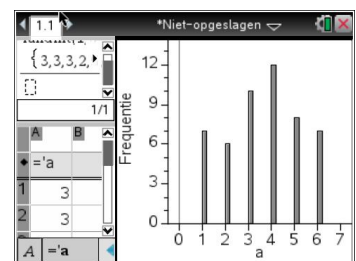 1.1
*Niet-opgeslagen
{3,3,3,2,
1/1
A B
='a
1 3
2 3
A ='a
Frequentie
12
9
6
3
0
0 1 2 3 4 5 6 7
a